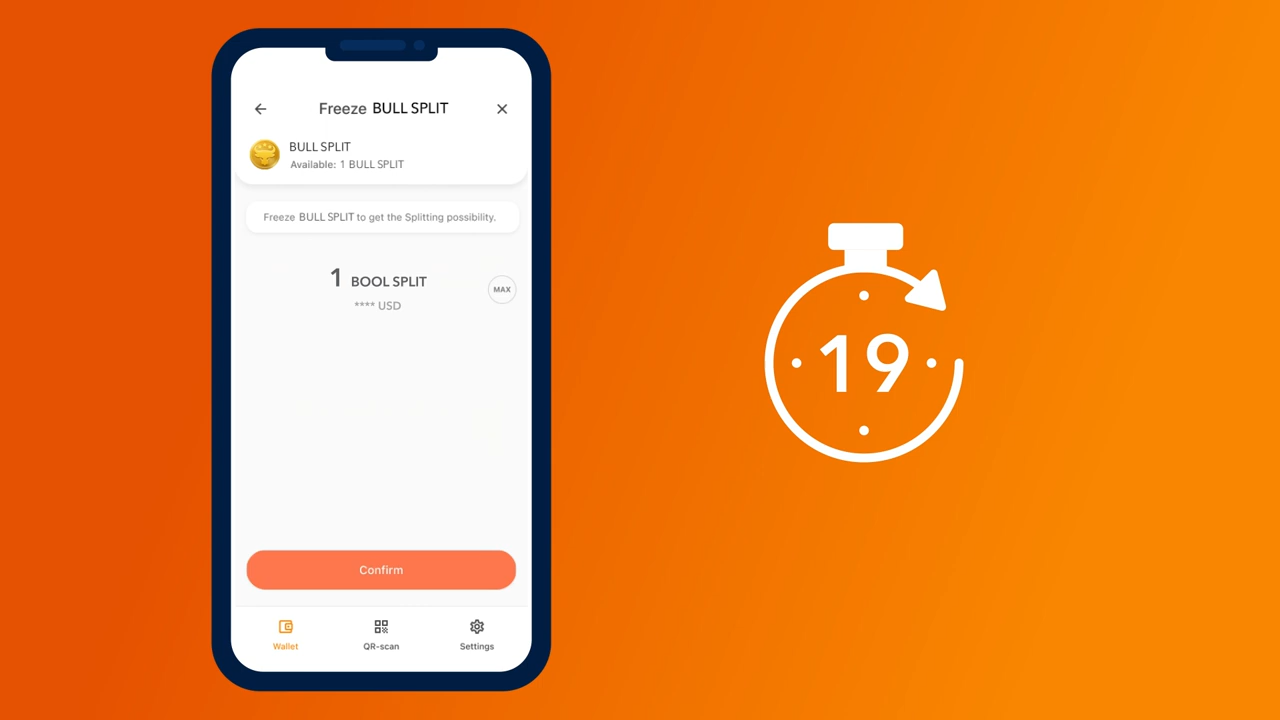 Freeze BULL SPLIT
BULL SPLIT
Available: 1 BULL SPLIT
Freeze BULL SPLIT to get the Splitting possibility.
1 BOOL SPLIT
MAX
**** USD
Confirm
Wallet
QR-scan
Settings
19